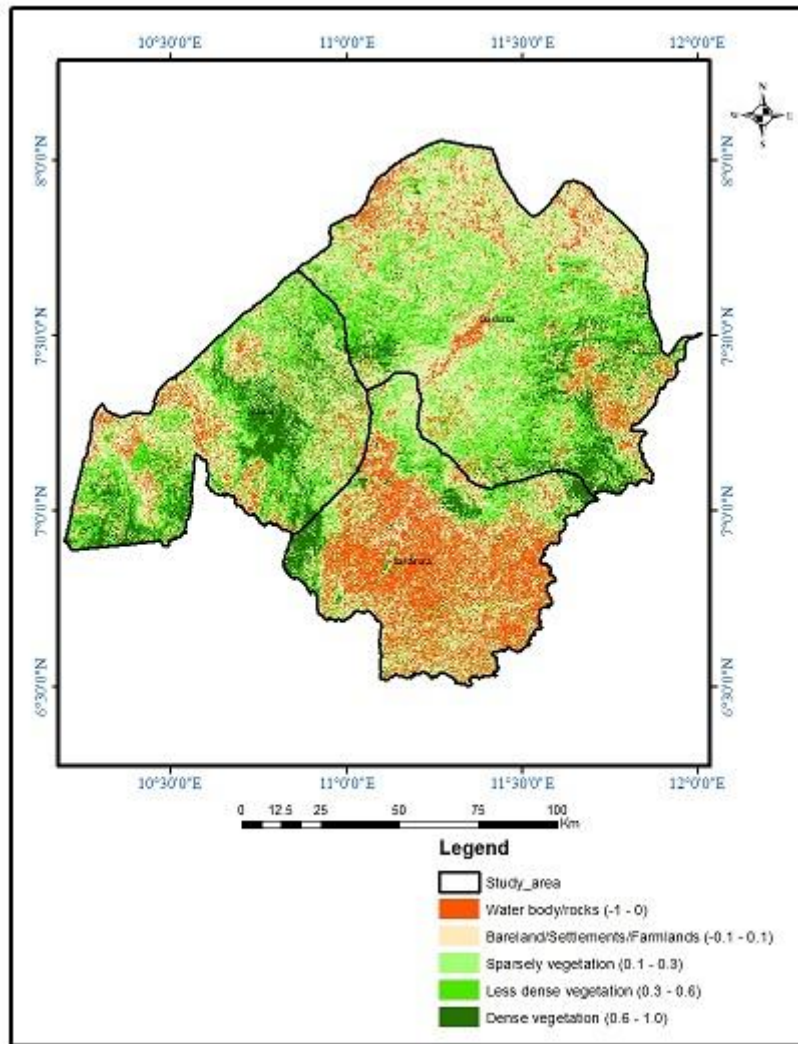 10°30'0"E 11°0'0"E 11°30'0"E 12°0'0"E
N
W E
S
8°0'0"N 8°0'0"N
7°30'0"N 7°30'0"N
7°0'0"N 7°0'0"N
6°30'0"N 6°30'0"N
10°30'0"E 11°0'0"E 11°30'0"E 12°0'0"E
0 12.5 25 50 75 100
Km
Legend
Study_area
Water body/rocks (-1 - 0)
Bareland/Settlements/Farmlands (-0.1 - 0.1)
Sparsely vegetation (0.1 - 0.3)
Less dense vegetation (0.3 - 0.6)
Dense vegetation (0.6 - 1.0)